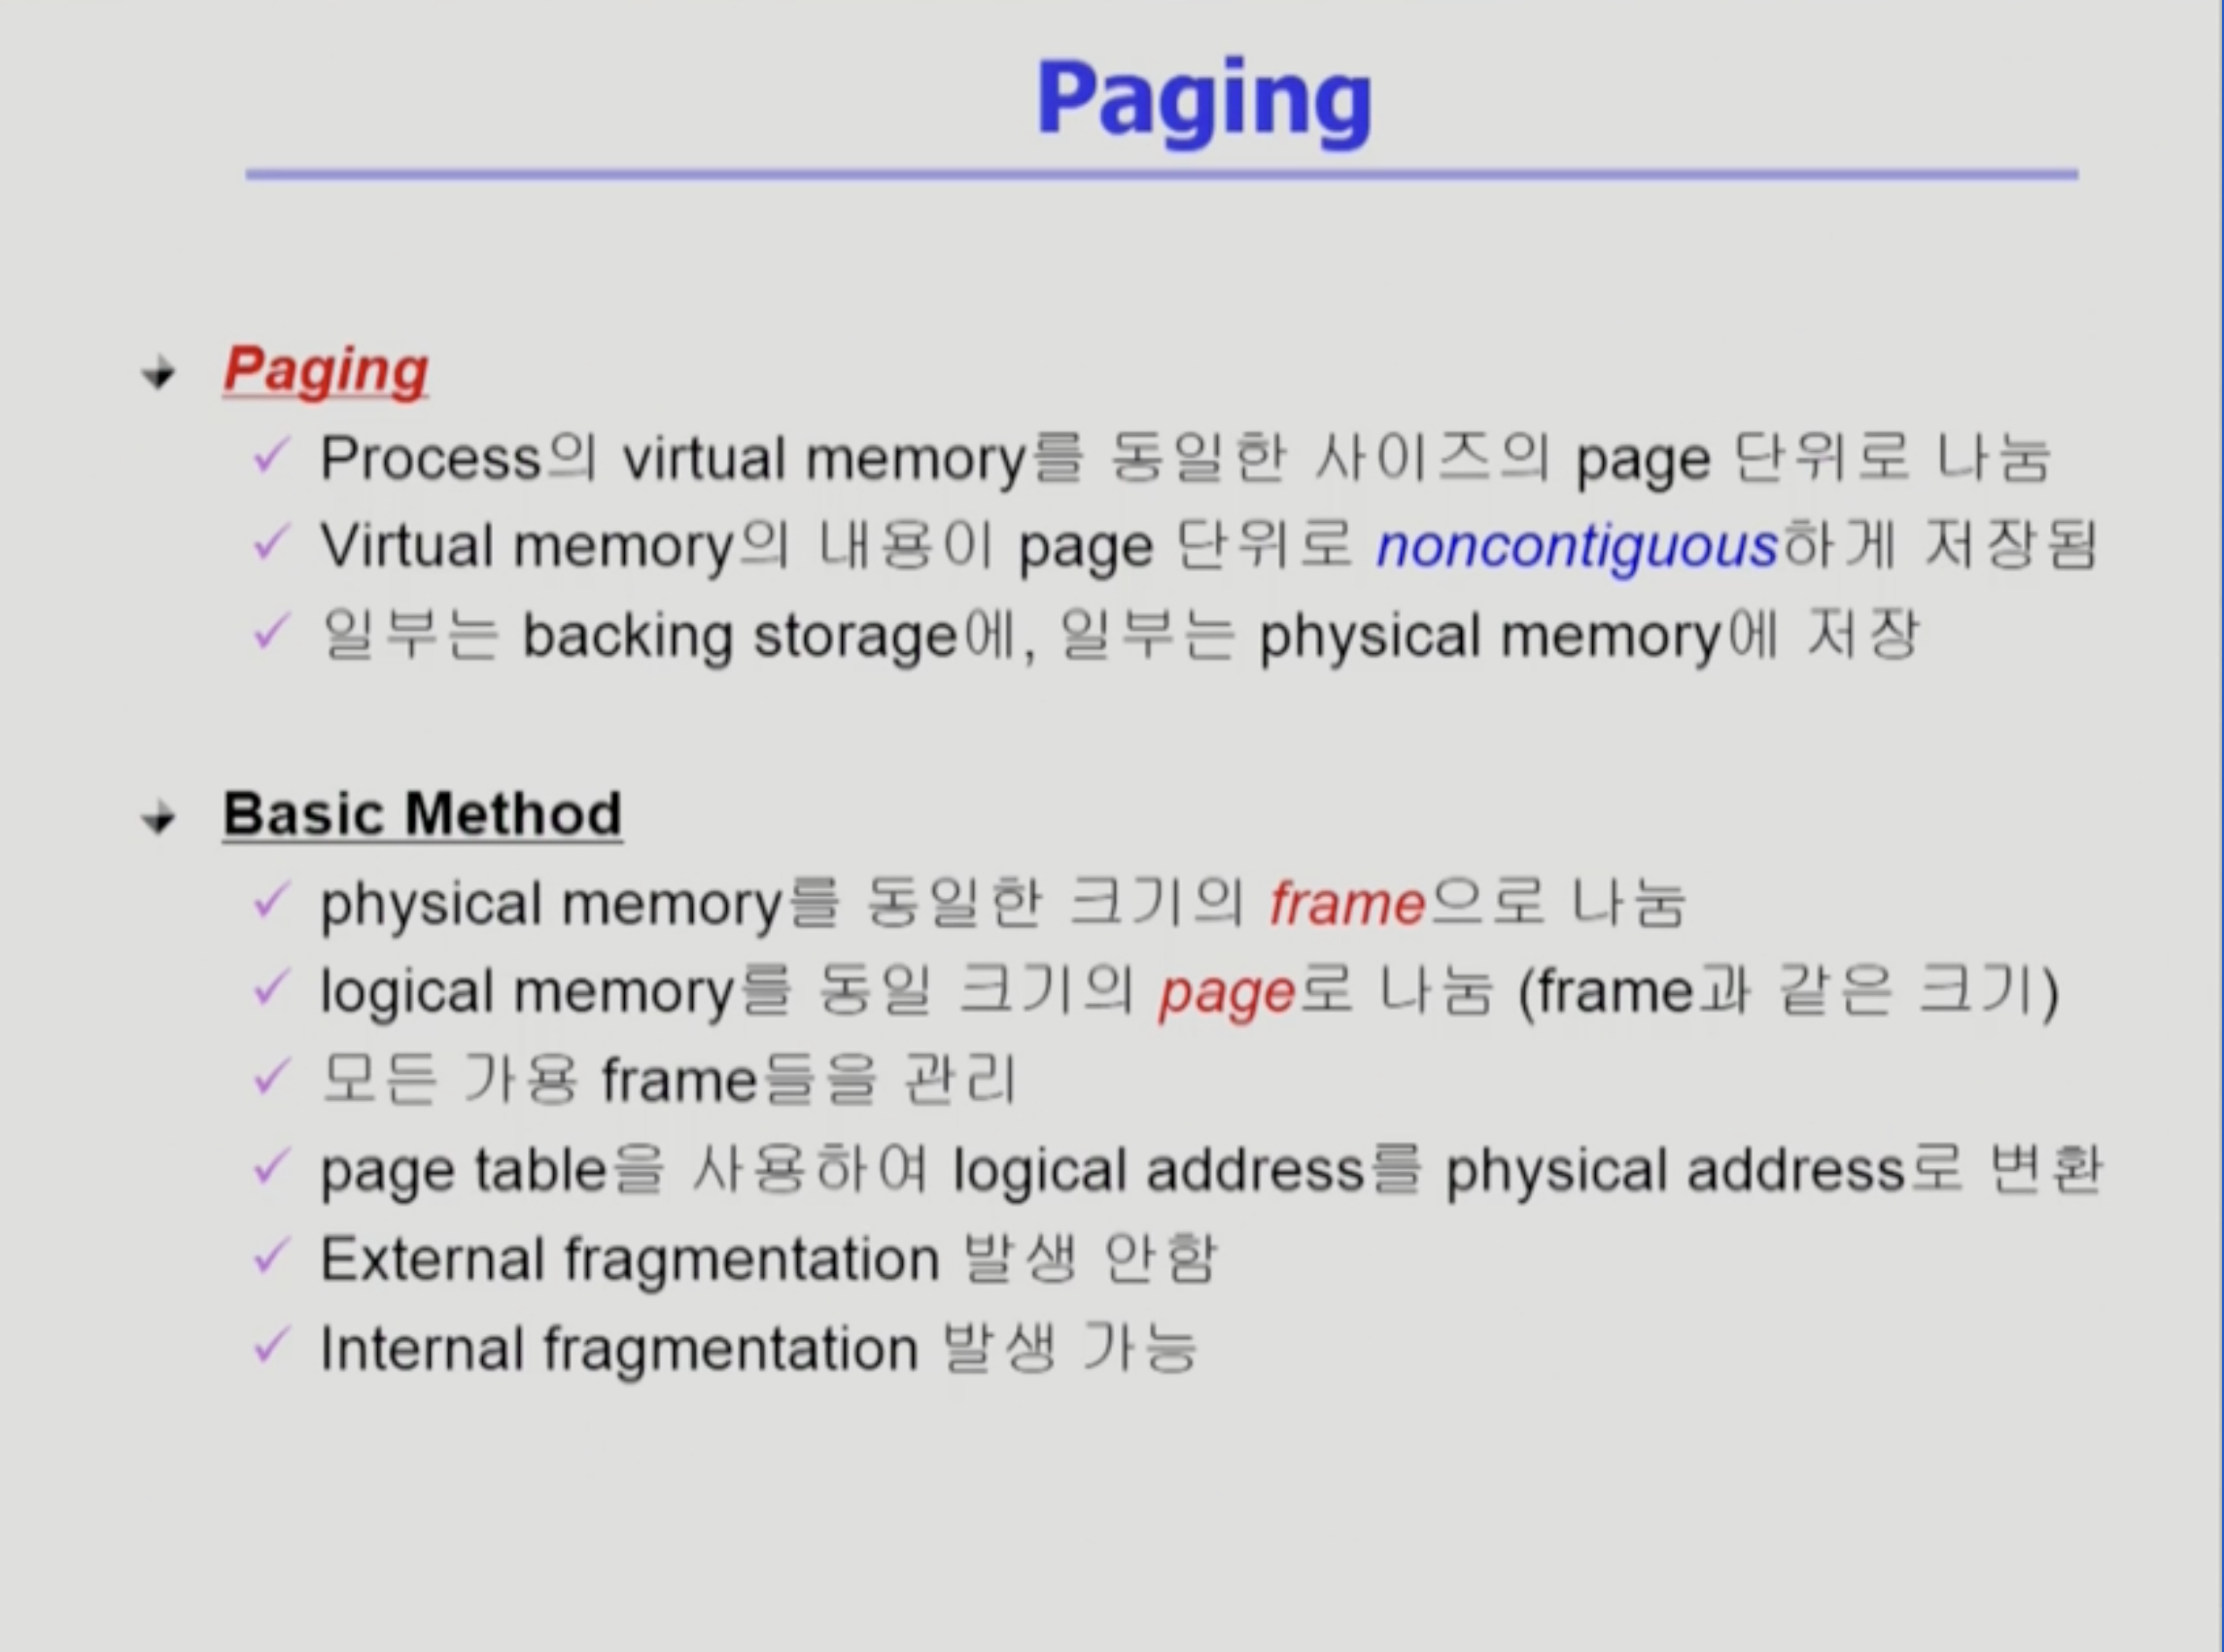 Paging
Paging
Process의 virtual memory를 동일한 사이즈의 page 단위로 나눔
Virtual memory의 내용이 page 단위로 noncontiguous하게 저장됨
일부는 backing storage에, 일부는 physical memory에 저장
Basic Method
physical memory를 동일한 크기의 frame으로 나눔
logical memory를 동일 크기의 page로 나눔 (frame과 같은 크기)
모든 가용 frame들을 관리
page table을 사용하여 logical address를 physical address로 변환
External fragmentation 발생 안함
Internal fragmentation 발생 가능